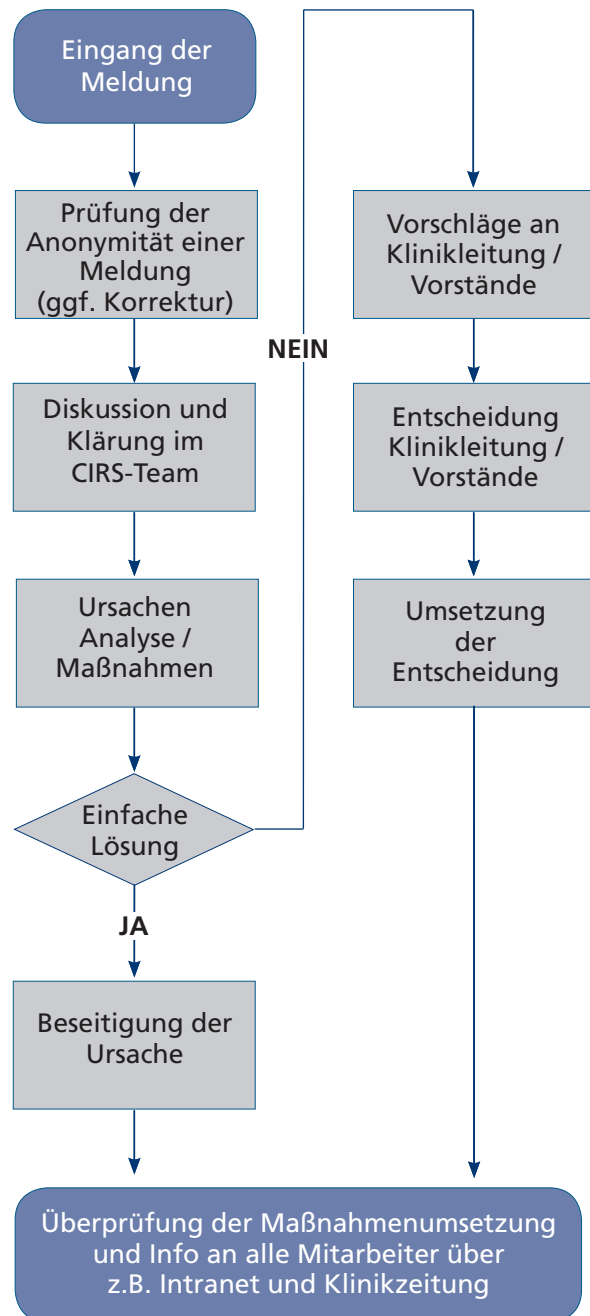 Eingang der
Meldung
Prüfung der
Anonymität einer
Meldung
(ggf. Korrektur)
Diskussion und
Klärung im
CIRS-Team
Ursachen
Analyse /
Maßnahmen
Einfache
Lösung
JA
Beseitigung der
Ursache
NEIN
Vorschläge an
Klinikleitung /
Vorstände
Entscheidung
Klinikleitung /
Vorstände
Umsetzung
der
Entscheidung
Überprüfung der Maßnahmenumsetzung
und Info an alle Mitarbeiter über
z.B. Intranet und Klinikzeitung